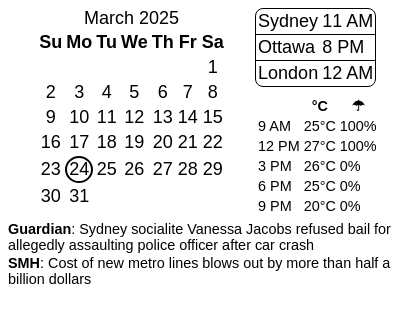 March 2025
Su Mo Tu We Th Fr Sa
1
2 3 4 5 6 7 8
9 10 11 12 13 14 15
16 17 18 19 20 21 22
23 24 25 26 27 28 29
30 31
Sydney 11 AM
Ottawa 8 PM
London 12 AM
°C ☂
9 AM 25°C 100%
12 PM 27°C 100%
3 PM 26°C 0%
6 PM 25°C 0%
9 PM 20°C 0%
Guardian: Sydney socialite Vanessa Jacobs refused bail for
allegedly assaulting police officer after car crash
SMH: Cost of new metro lines blows out by more than half a
billion dollars